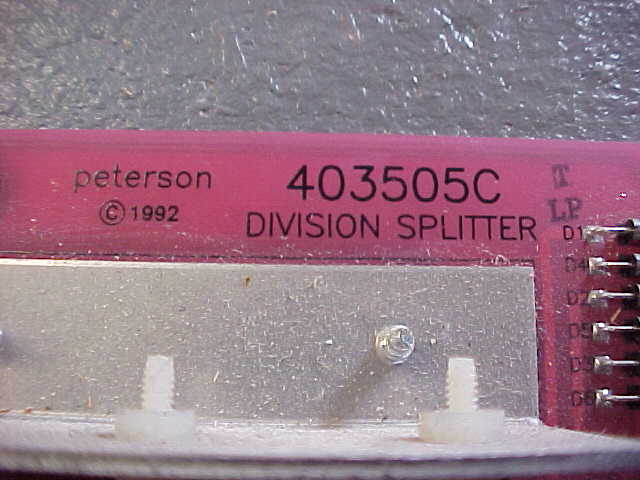 peterson
© 1992
403505C
DIVISION SPLITTER
T
LP
D1
D4
D2
D5
D3
D6